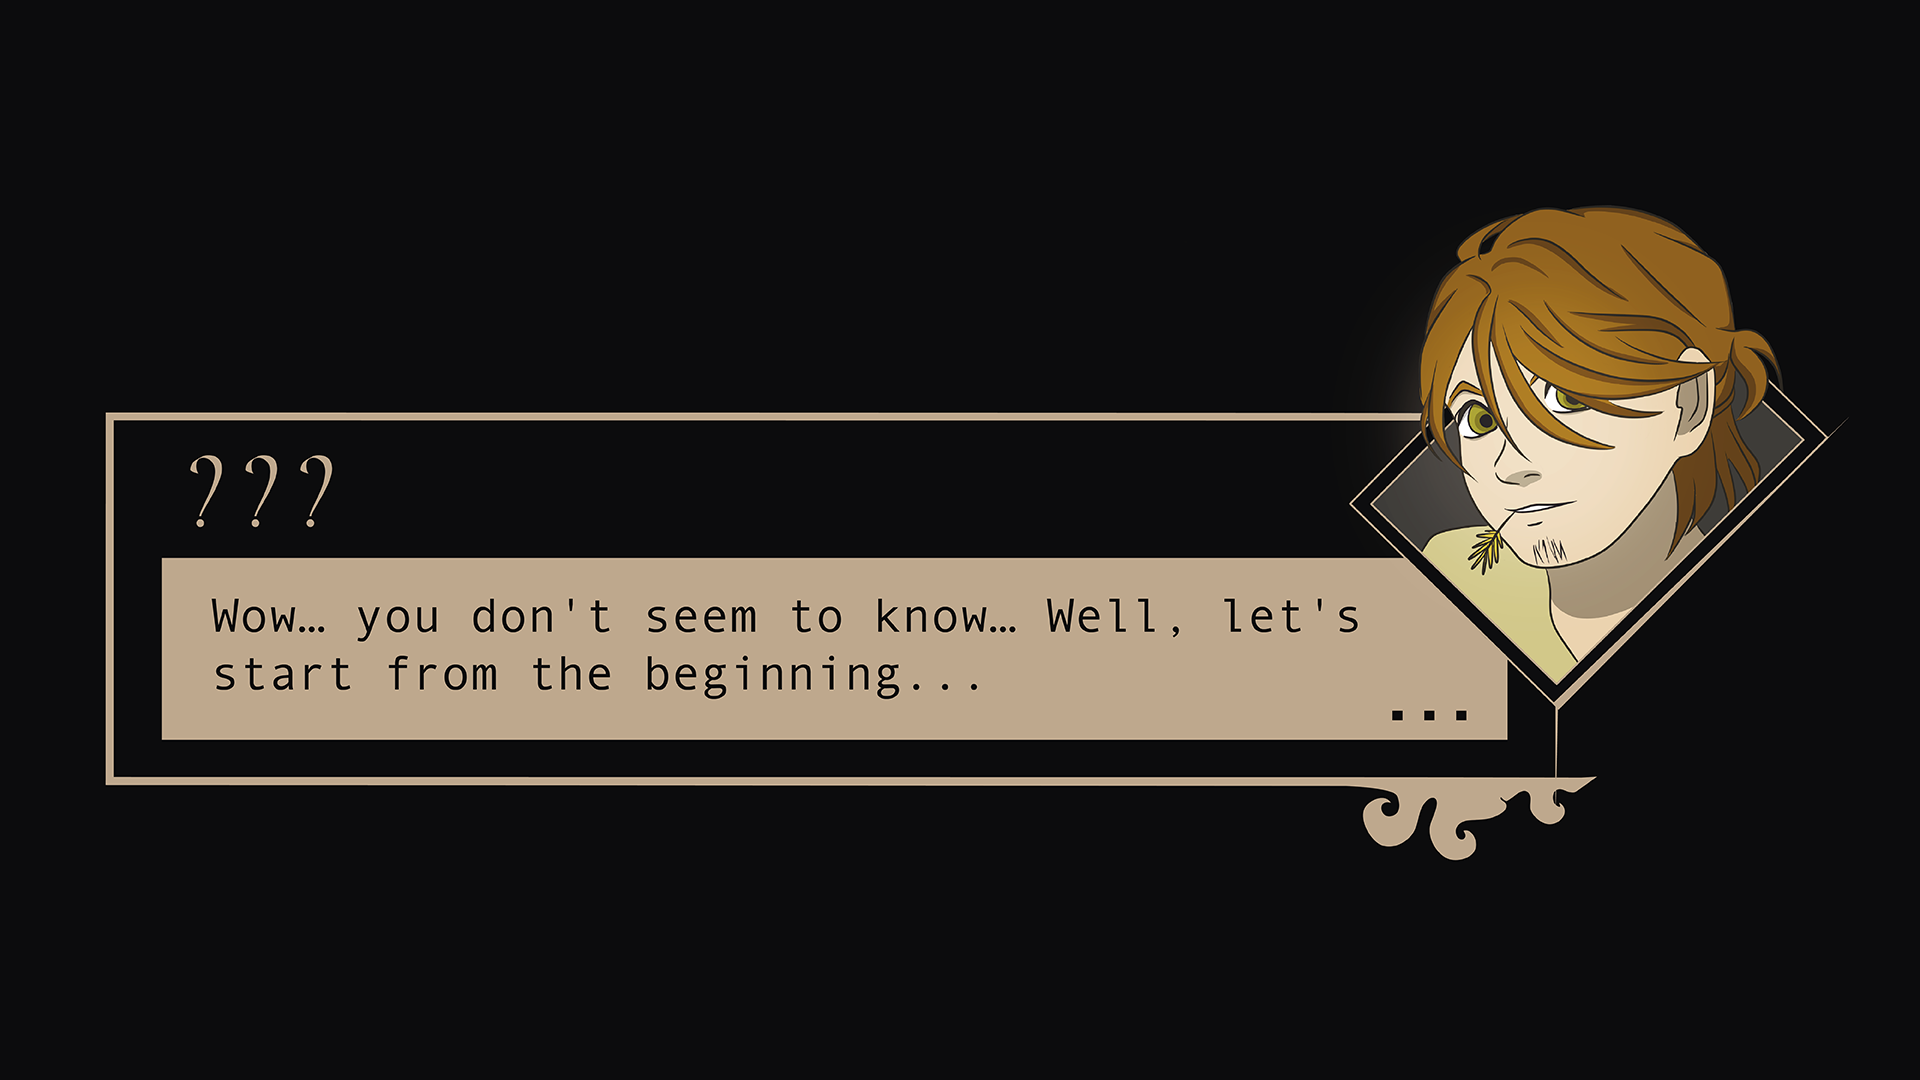 ???
Wow… you don't seem to know… Well, let's
start from the beginning...
...